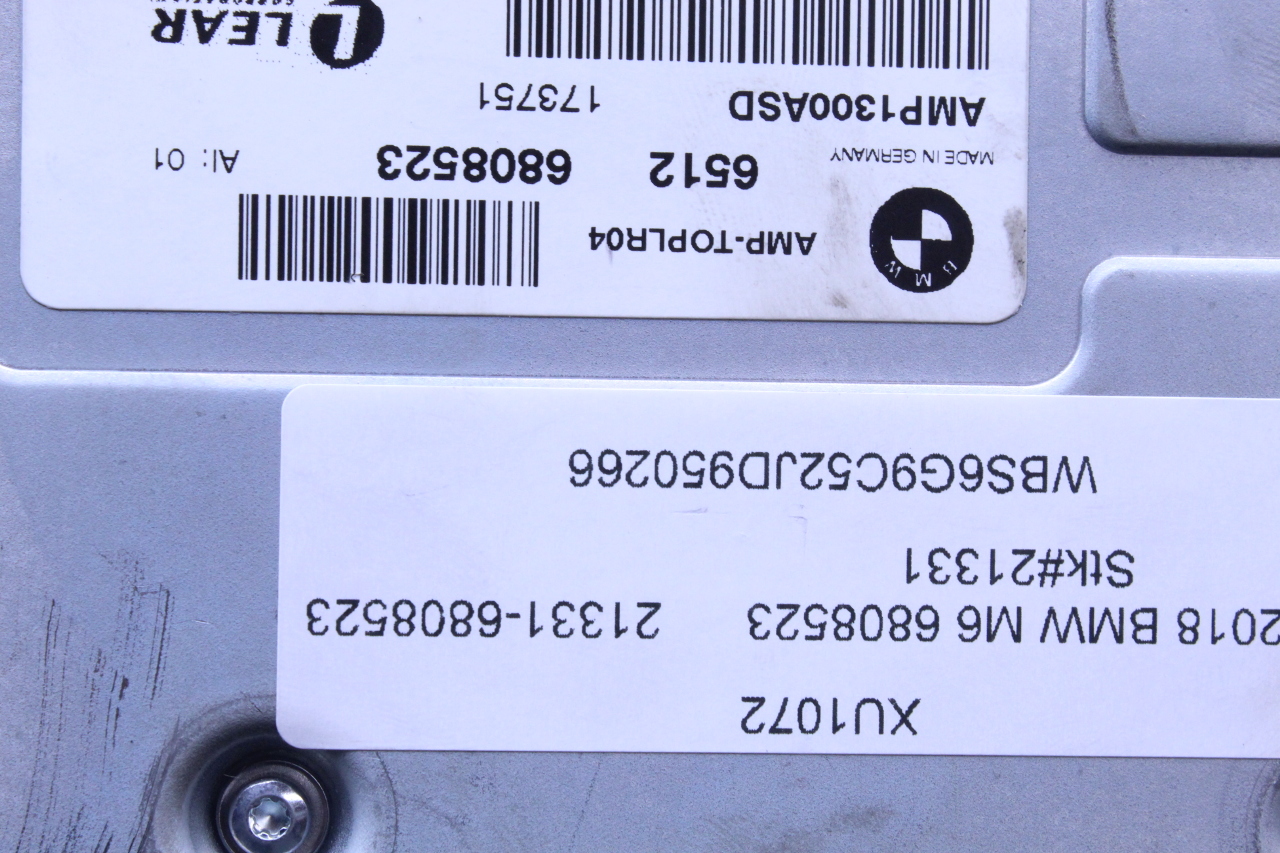 XU1072
2018 BMW M6 6808523 21331-6808523
Stk#21331
WBS6G9C52JD950266
BMW
AMP-TOPLR04
MADE IN GERMANY 6512 6808523 AI: 01
AMP1300ASD 173751
LEAR
CORPORATION